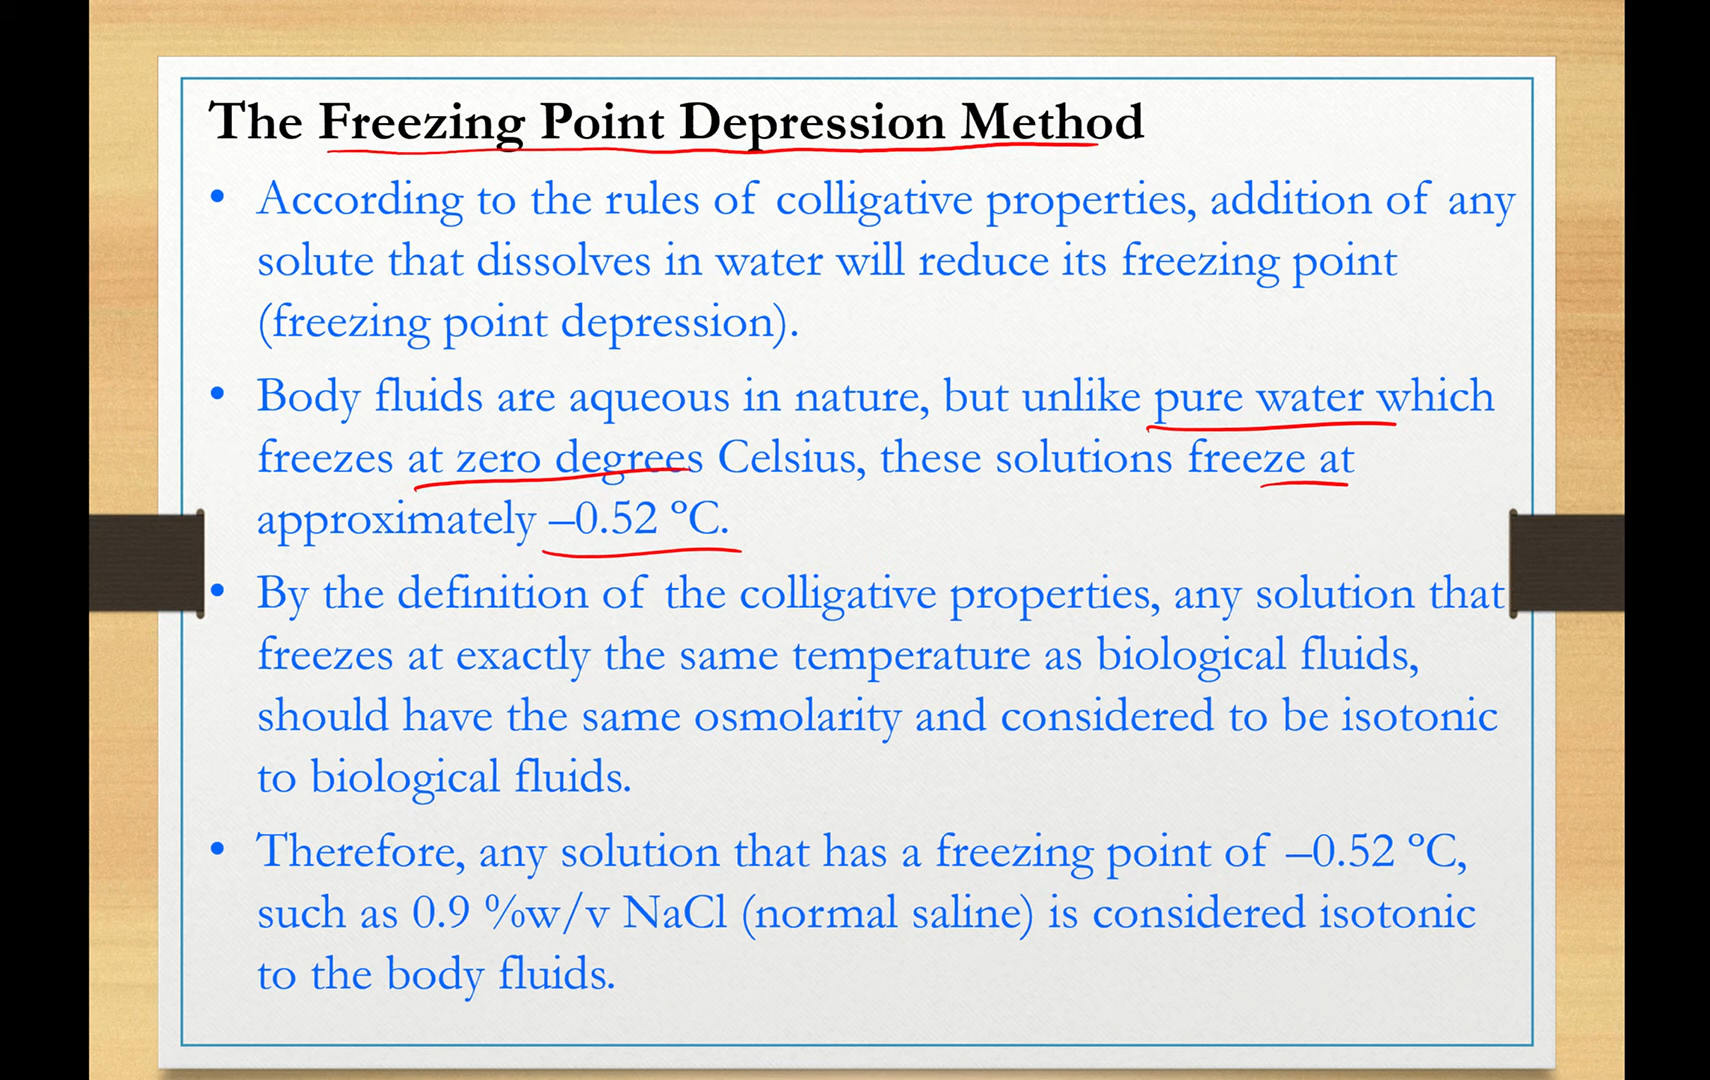 The Freezing Point Depression Method
• According to the rules of colligative properties, addition of any
solute that dissolves in water will reduce its freezing point
(freezing point depression).
• Body fluids are aqueous in nature, but unlike pure water which
freezes at zero degrees Celsius, these solutions freeze at
approximately –0.52 ºC.
• By the definition of the colligative properties, any solution that
freezes at exactly the same temperature as biological fluids,
should have the same osmolarity and considered to be isotonic
to biological fluids.
• Therefore, any solution that has a freezing point of –0.52 ºC,
such as 0.9 %w/v NaCl (normal saline) is considered isotonic
to the body fluids.